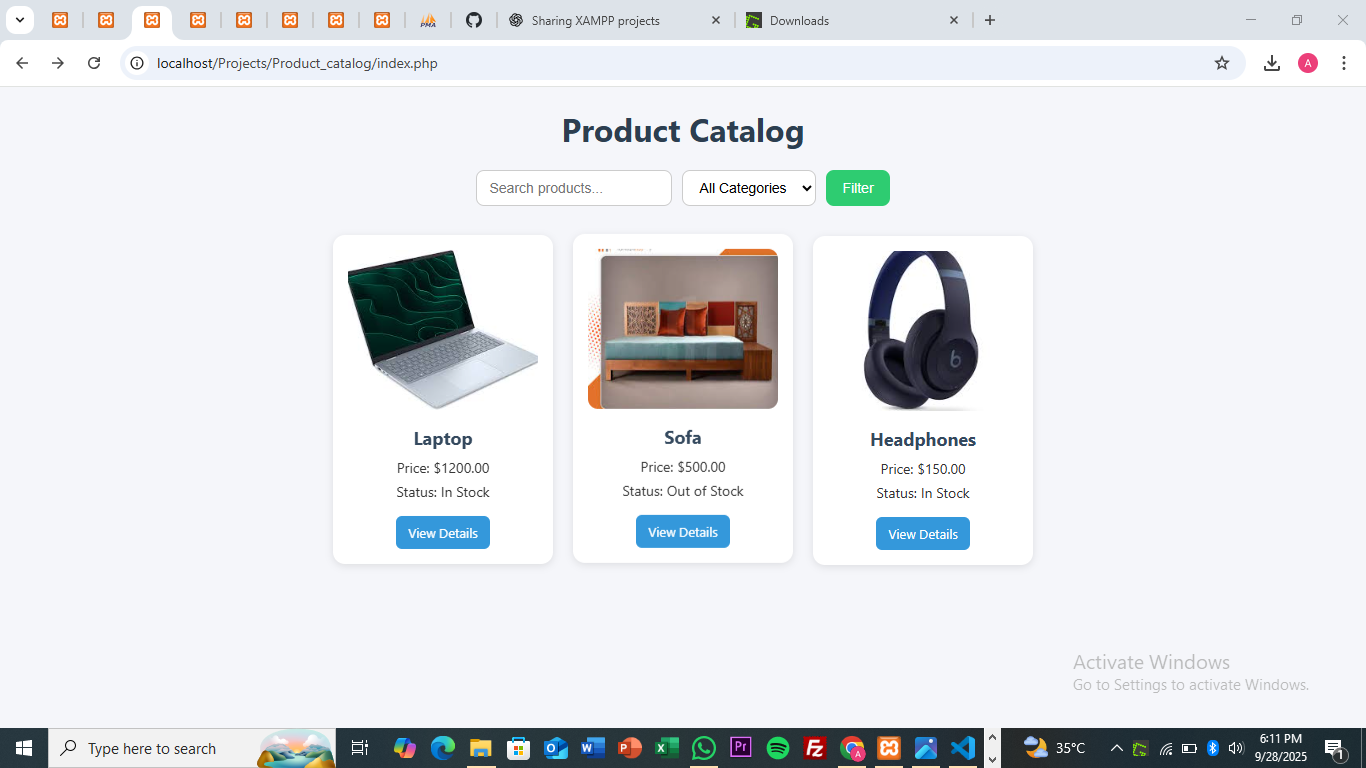 PMA
Sharing XAMPP projects
Downloads
localhost/Projects/Product_catalog/index.php
A
Product Catalog
Search products...
All Categories
Filter
Laptop
Price: $1200.00
Status: In Stock
View Details
Sofa
Price: $500.00
Status: Out of Stock
View Details
b
Headphones
Price: $150.00
Status: In Stock
View Details
Activate Windows
Go to Settings to activate Windows.
Type here to search
35°C
6:11 PM
9/28/2025
1